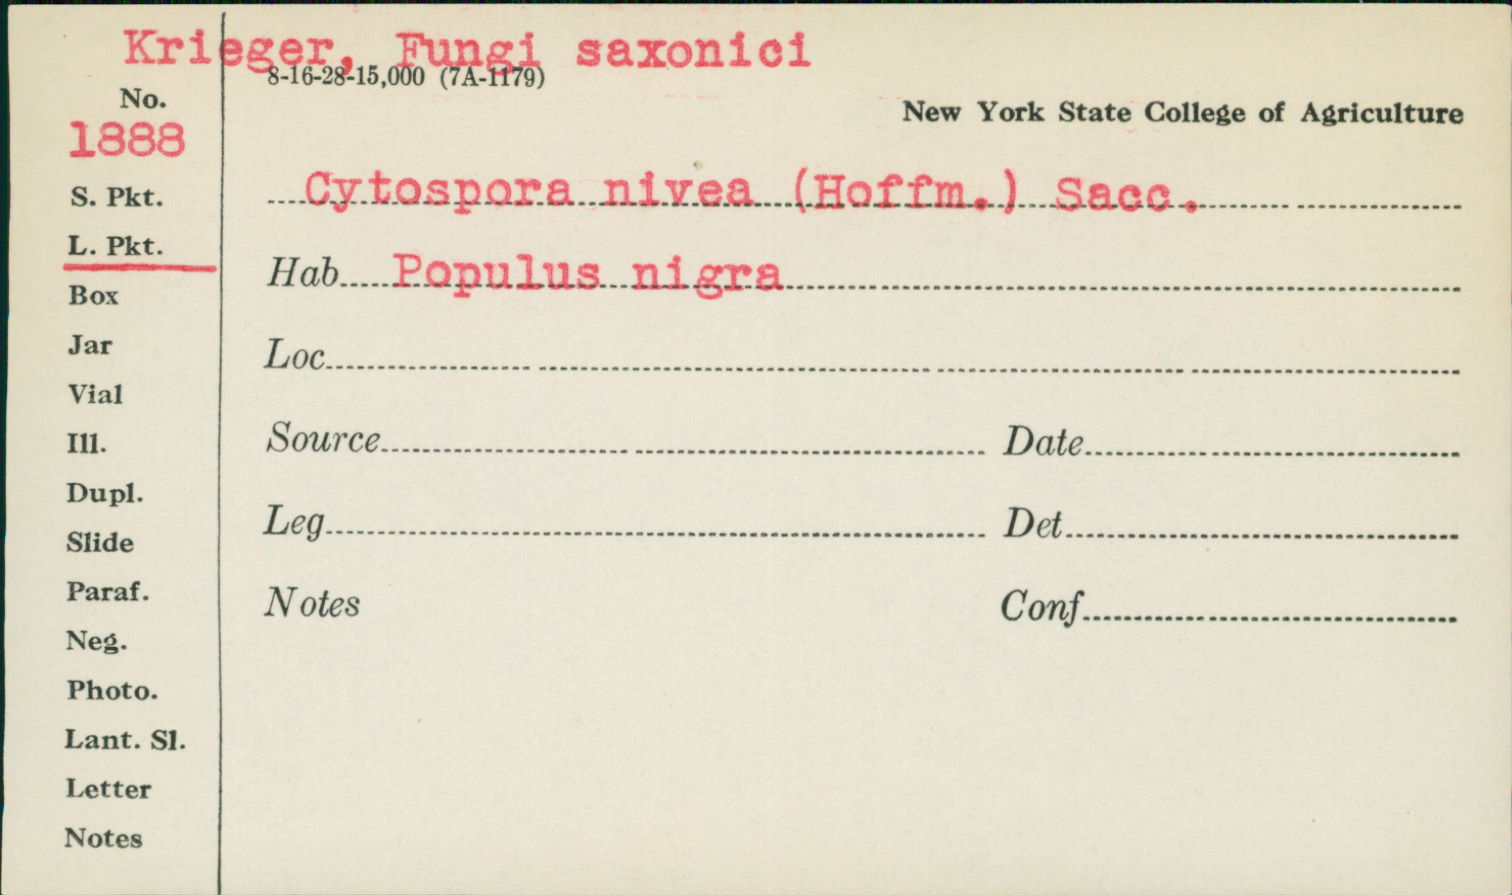 Krieger, Fungi saxonici
8-16-28-15,000 (7A-1179)
No.
1888
New York State College of Agriculture
S. Pkt.
Cytospora nivea (Hoffm.) Sacc.
L. Pkt.
Hab Populus nigra
Box
Jar
Loc
Vial
Ill.
Source Date
Dupl.
Slide
Leg Det
Paraf.
Notes Conf
Neg.
Photo.
Lant. Sl.
Letter
Notes